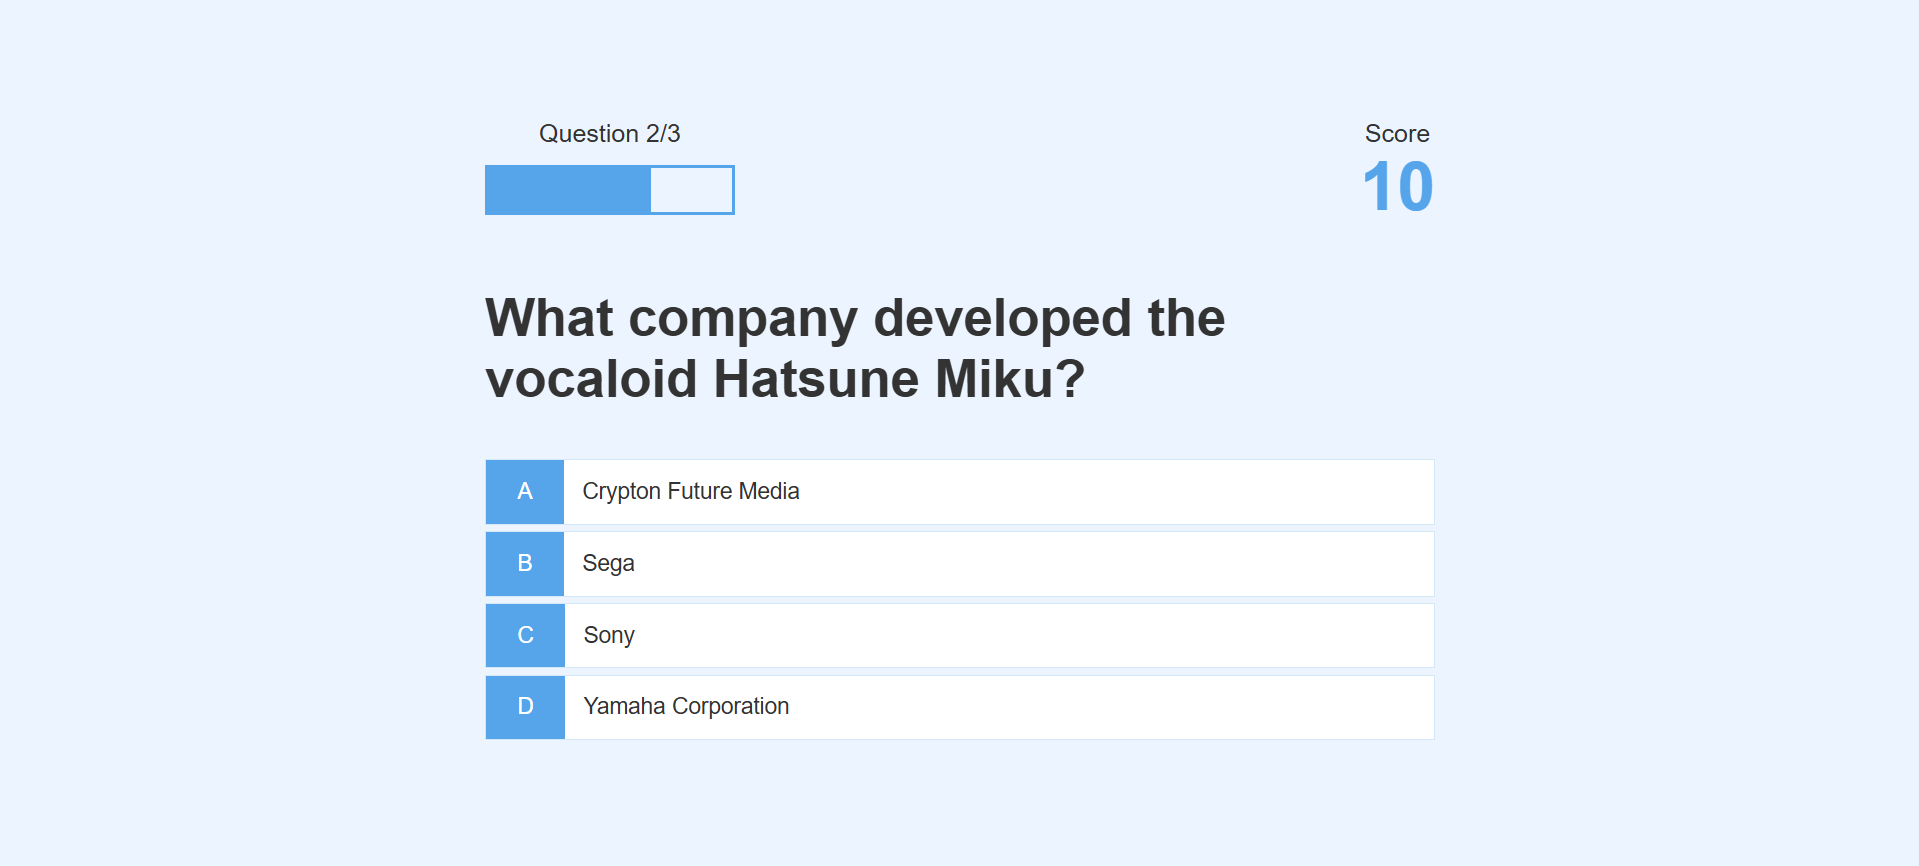 Question 2/3
Score
10
What company developed the
vocaloid Hatsune Miku?
A Crypton Future Media
B Sega
C Sony
D Yamaha Corporation